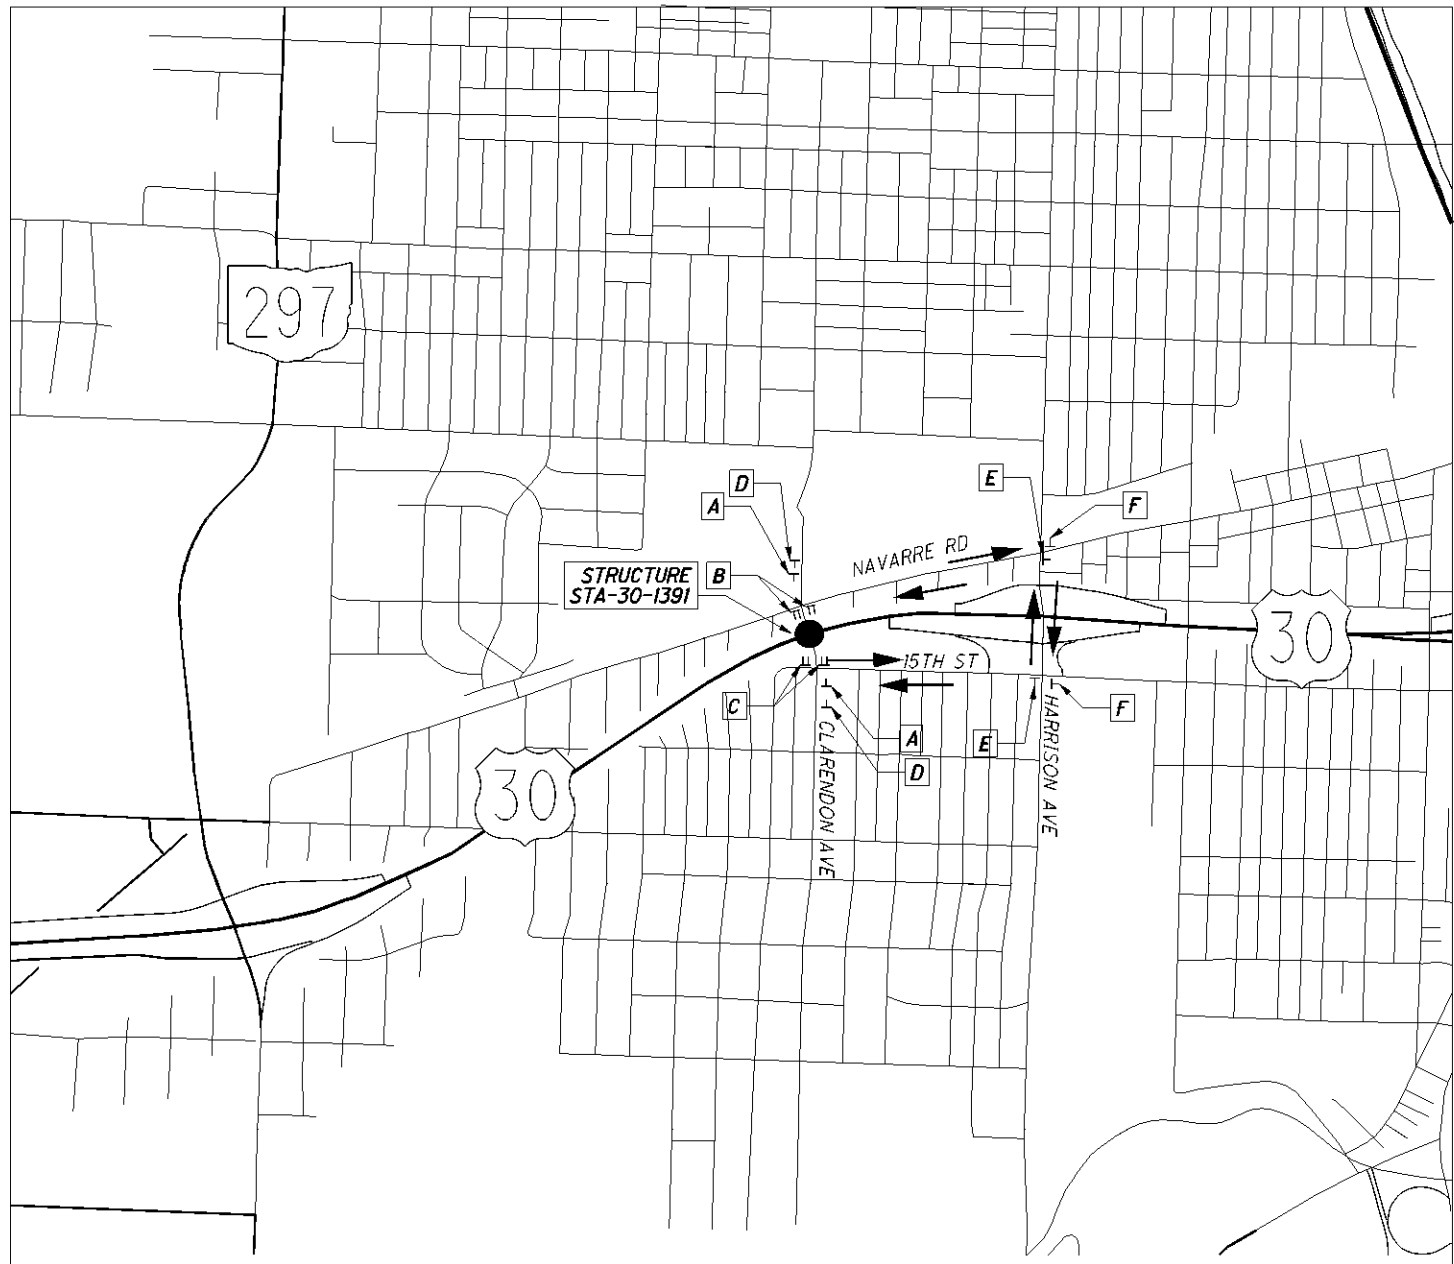 297
D
A
E
F
NAVARRE RD
STRUCTURE
STA-30-1391
B
30
15TH ST
C
A
D
E
F
CLARENDON AVE
HARRISON AVE
30